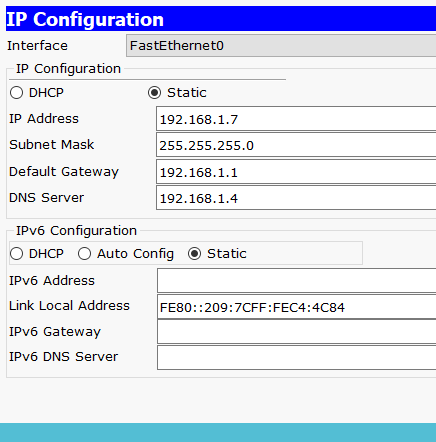 IP Configuration
Interface FastEthernet0
IP Configuration
DHCP Static
IP Address 192.168.1.7
Subnet Mask 255.255.255.0
Default Gateway 192.168.1.1
DNS Server 192.168.1.4
IPv6 Configuration
DHCP Auto Config Static
IPv6 Address
Link Local Address FE80::209:7CFF:FEC4:4C84
IPv6 Gateway
IPv6 DNS Server